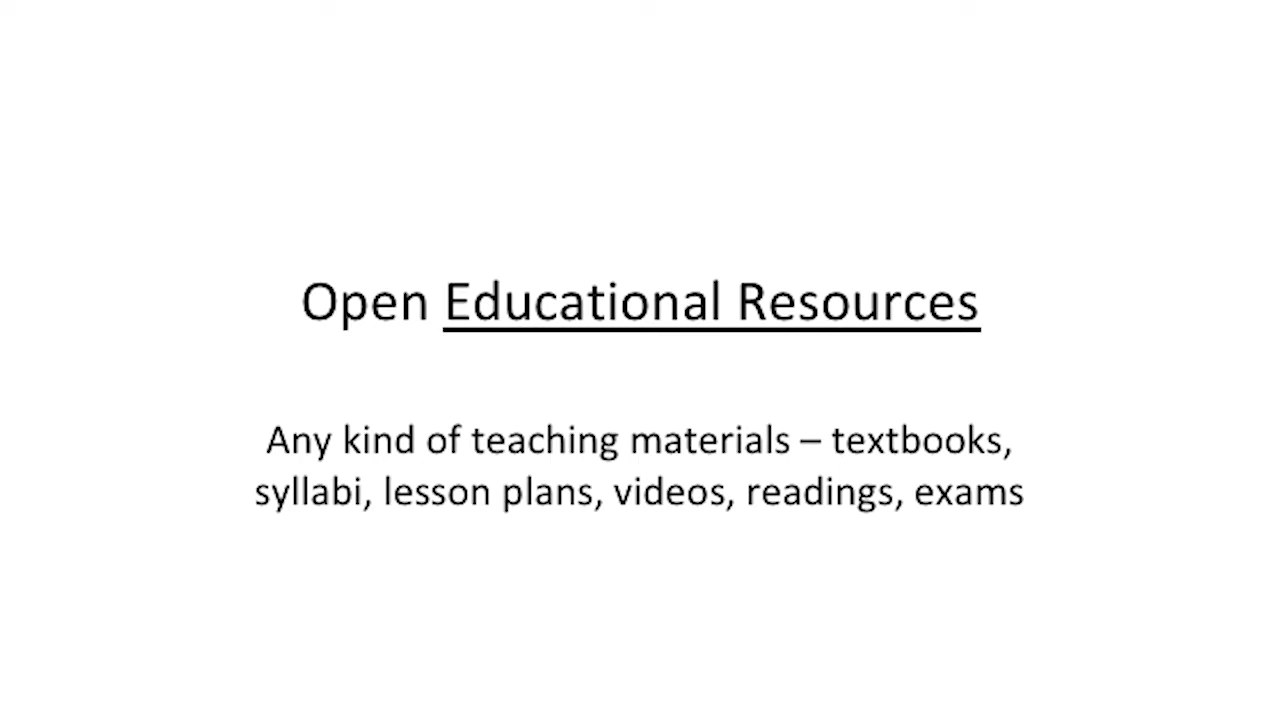 Open Educational Resources
Any kind of teaching materials – textbooks,
syllabi, lesson plans, videos, readings, exams